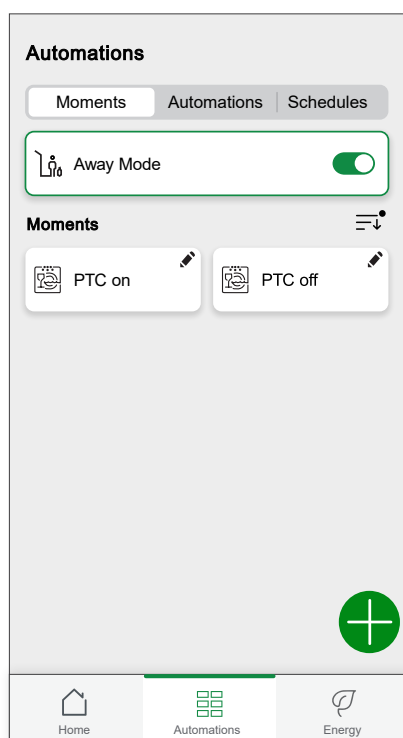 Automations
Moments Automations Schedules
Away Mode
Moments
PTC on PTC off
Home Automations Energy